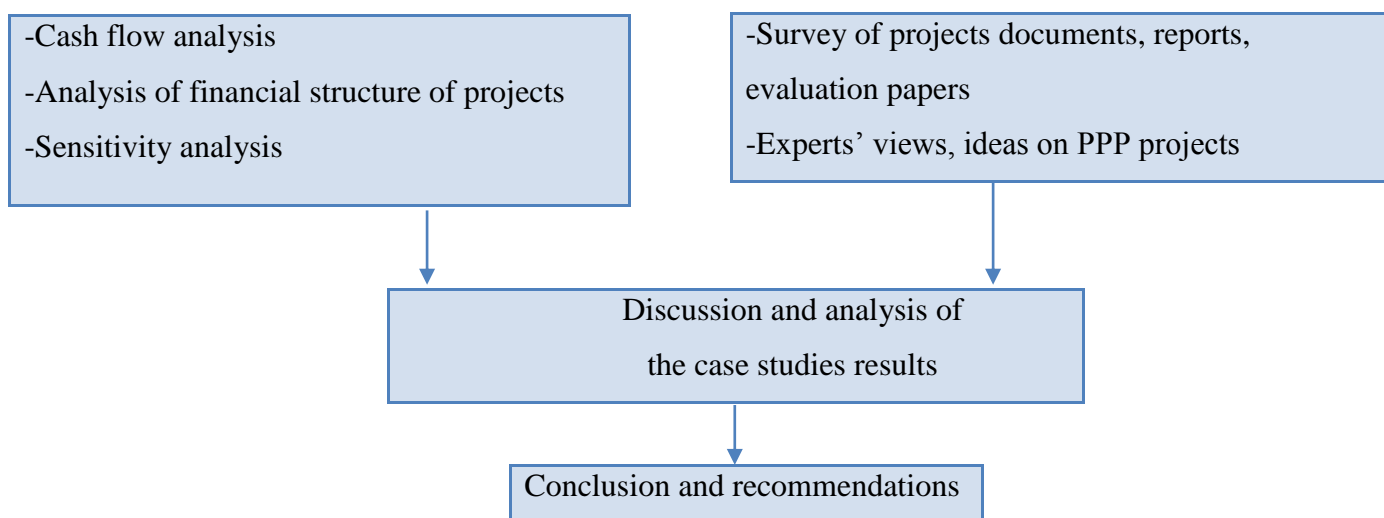 -Cash flow analysis
-Analysis of financial structure of projects
-Sensitivity analysis
-Survey of projects documents, reports,
evaluation papers
-Experts’ views, ideas on PPP projects
Discussion and analysis of
the case studies results
Conclusion and recommendations